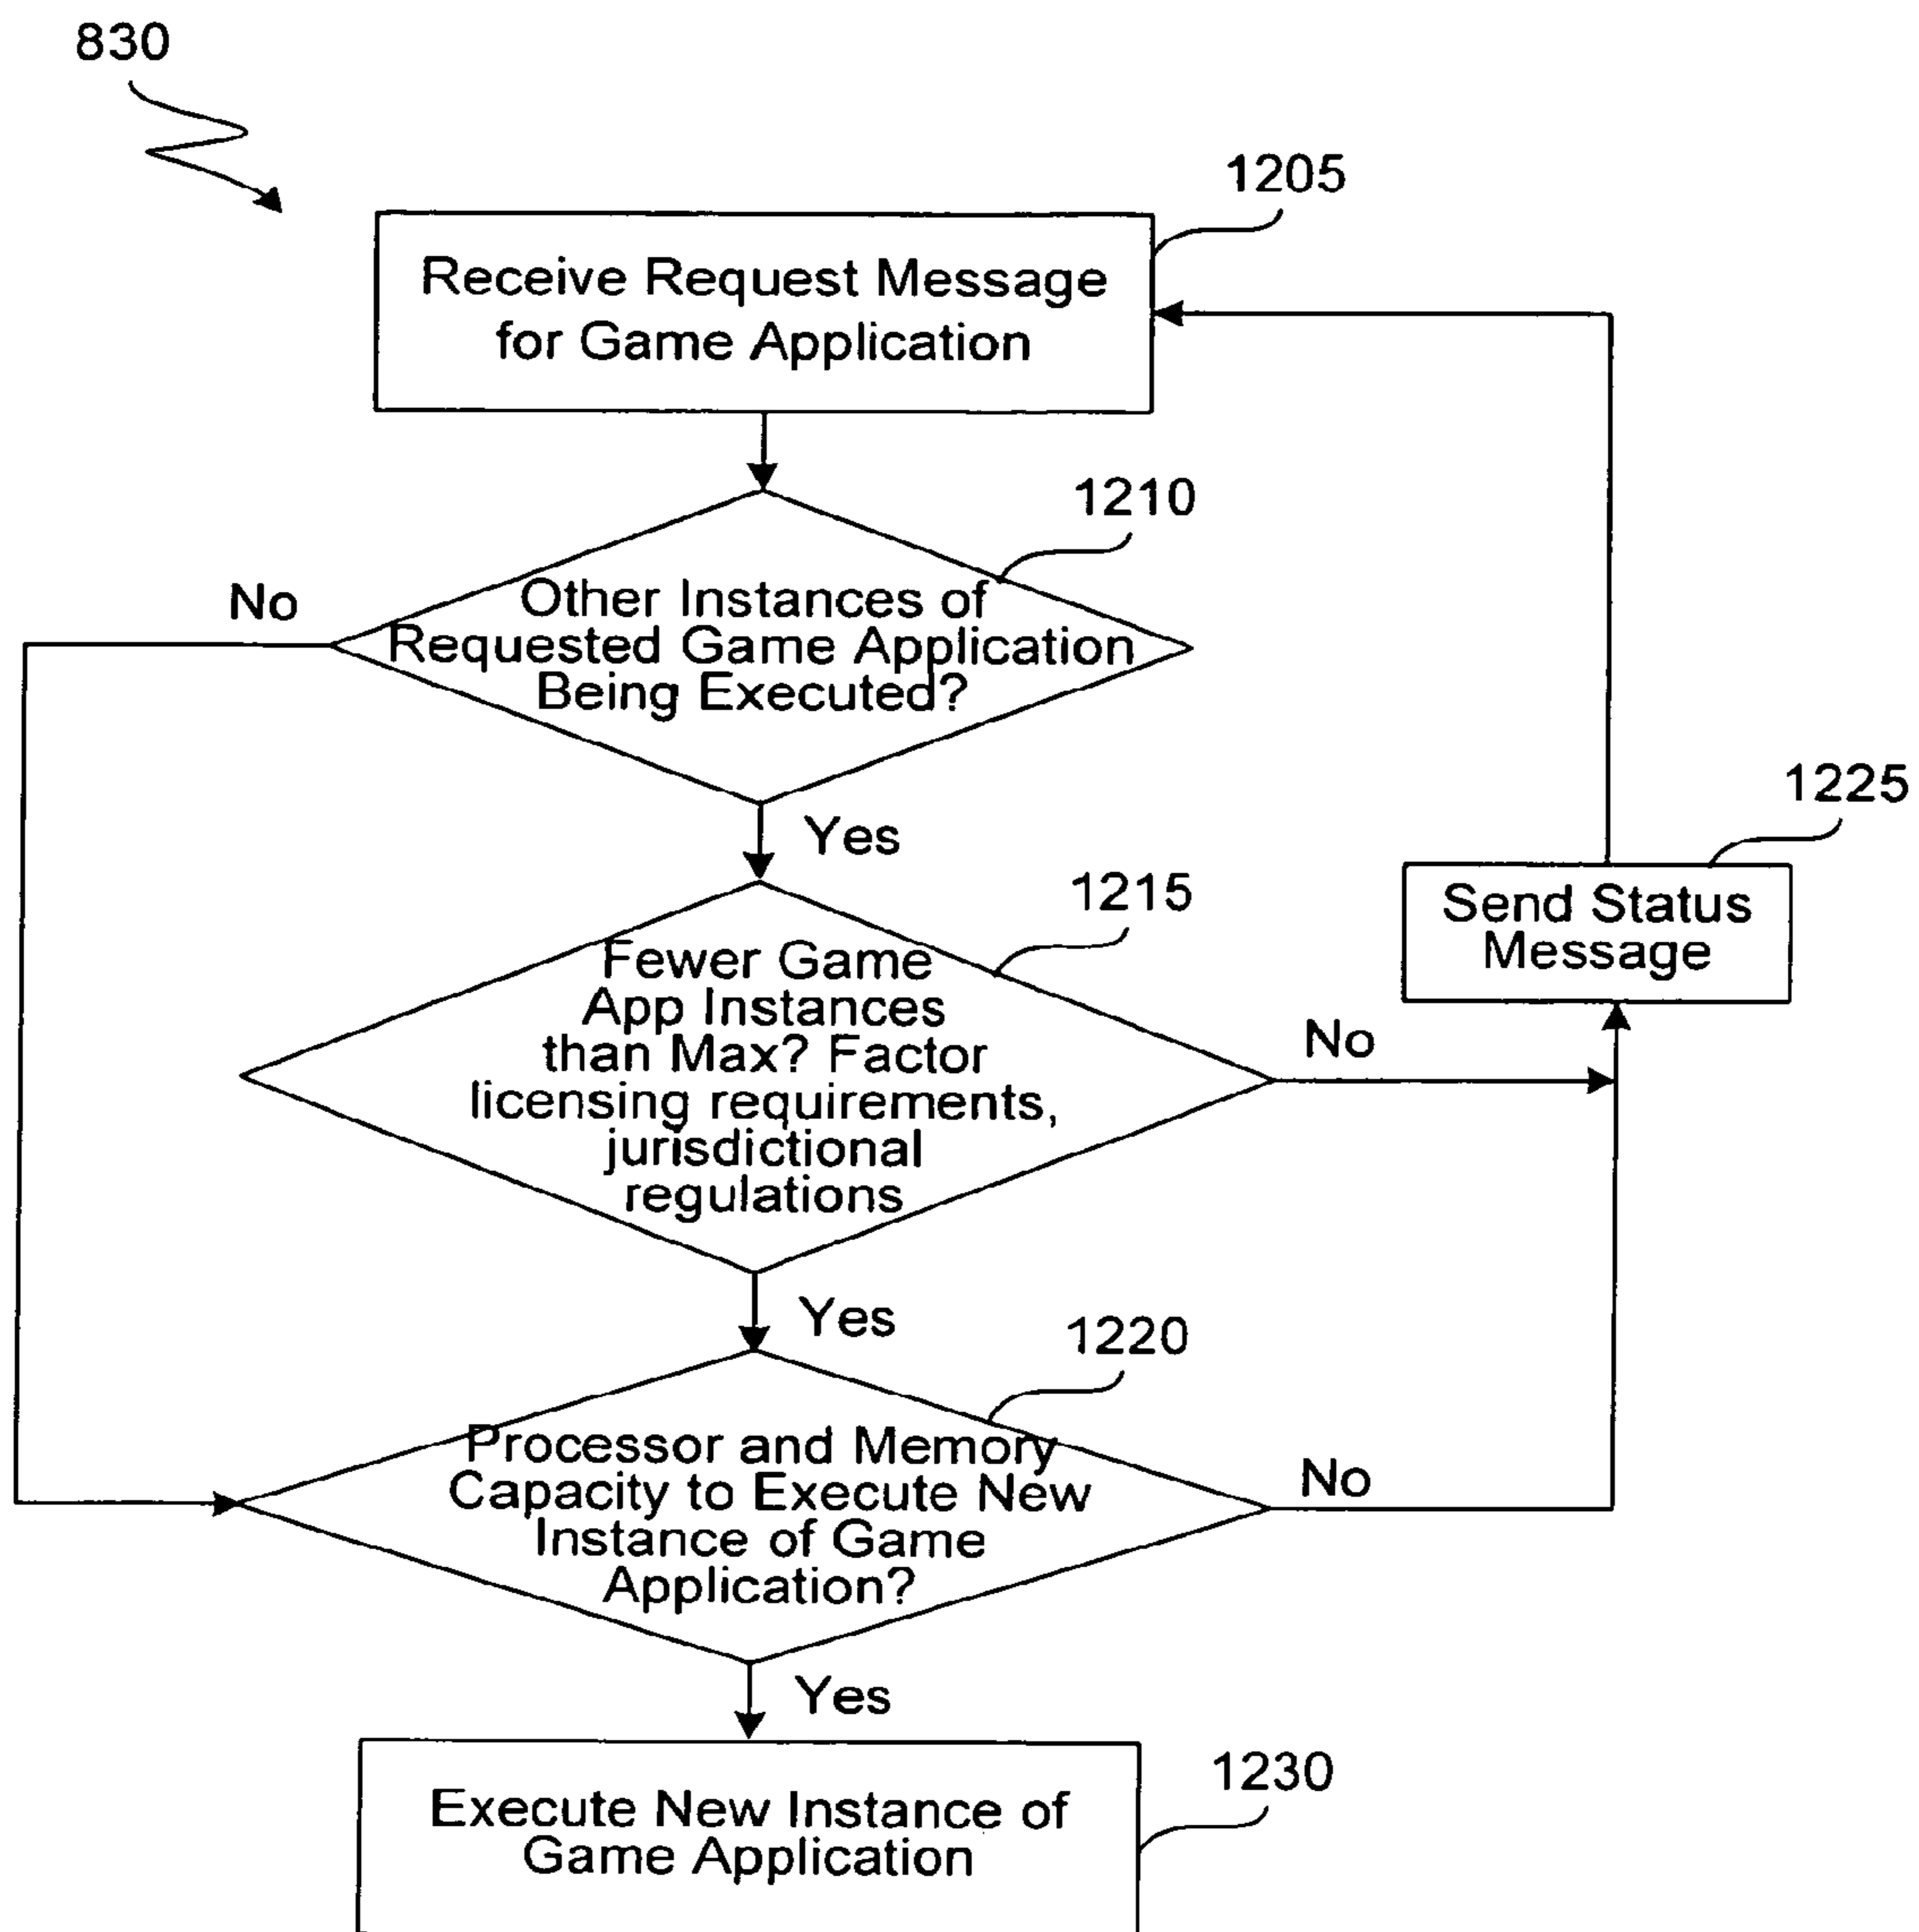 830
1205
Receive Request Message
for Game Application
1210
No
Other Instances of
Requested Game Application
Being Executed?
Yes
1225
Send Status
Message
1215
Fewer Game
App Instances
than Max? Factor
licensing requirements,
jurisdictional
regulations
No
Yes
1220
Processor and Memory
Capacity to Execute New
Instance of Game
Application?
No
Yes
1230
Execute New Instance of
Game Application